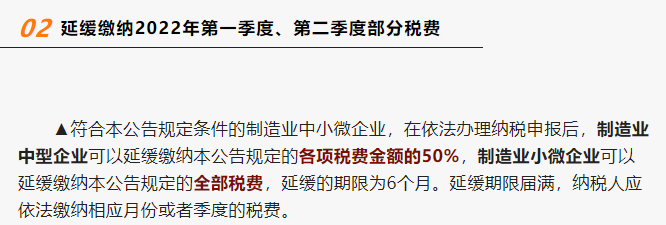 02 延缓缴纳2022年第一季度、第二季度部分税费
▲符合本公告规定条件的制造业中小微企业，在依法办理纳税申报后，制造业
中型企业可以延缓缴纳本公告规定的各项税费金额的50%，制造业小微企业可以
延缓缴纳本公告规定的全部税费，延缓的期限为6个月。延缓期限届满，纳税人应
依法缴纳相应月份或者季度的税费。